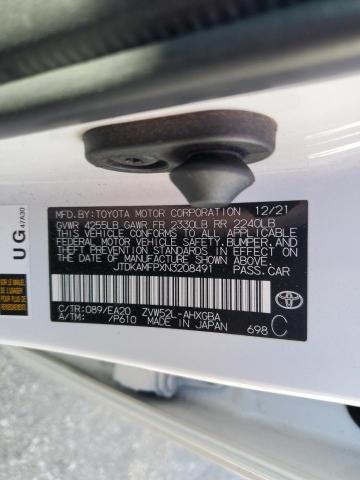 MFD.BY:TOYOTA MOTOR CORPORATION 12/21
GVWR 4255LB GAWR FR 2330LB RR 2240LB
THIS VEHICLE CONFORMS TO ALL APPLICABLE
FEDERAL MOTOR VEHICLE SAFETY,BUMPER,AND
THEFT PREVENTION STANDARDS IN EFFECT ON
THE DATE OF MANUFACTURE SHOWN ABOVE.
JTDKAMFPXN3208491 PASS.CAR
C/TR:089/EA20 ZVW52L-AHXGBA
A/TM: /P610 MADE IN JAPAN 698 C
TOYOTA
UG 47A30